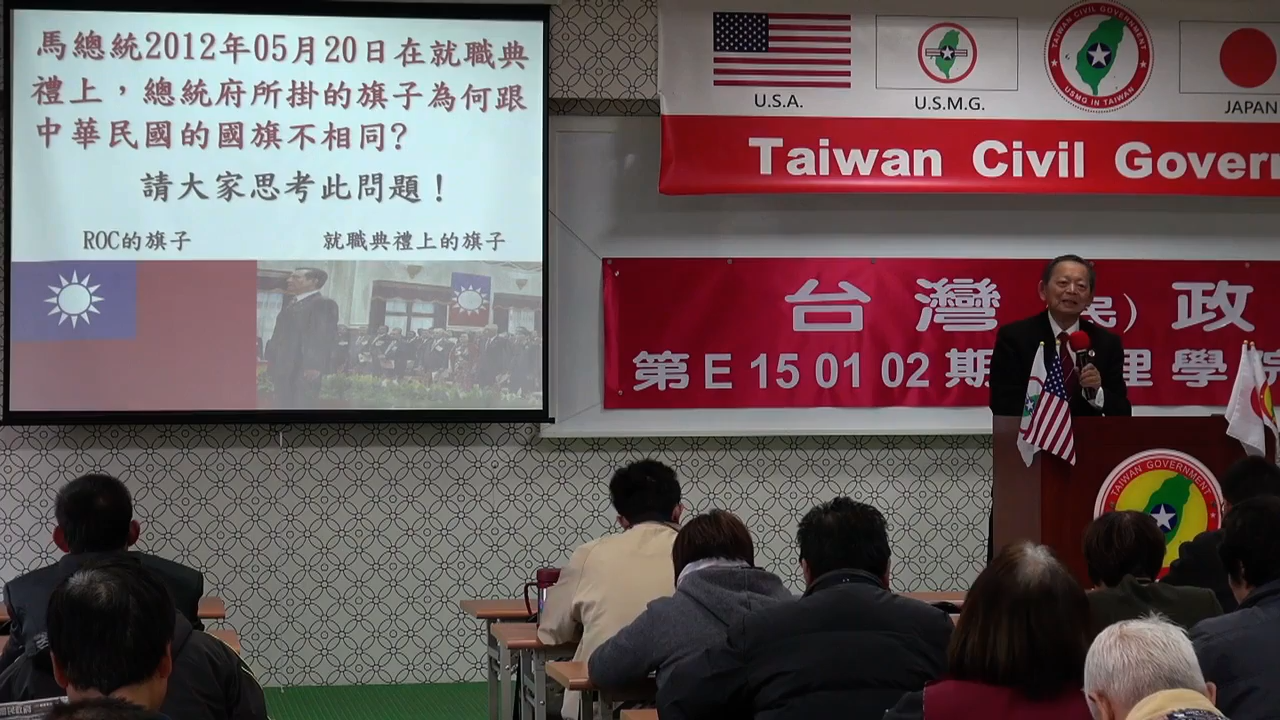 馬總統2012年05月20日在就職典
禮上，總統府所掛的旗子為何跟
中華民國的國旗不相同?
請大家思考此問題！
ROC的旗子
就職典禮上的旗子
U.S.A.
U.S.M.G.
TAIWAN CIVIL GOVERNMENT
USMG IN TAIWAN
JAPAN
Taiwan Civil Govern
台灣 民）政
第E 15 01 02 期 理學院
TAIWAN GOVERNMENT